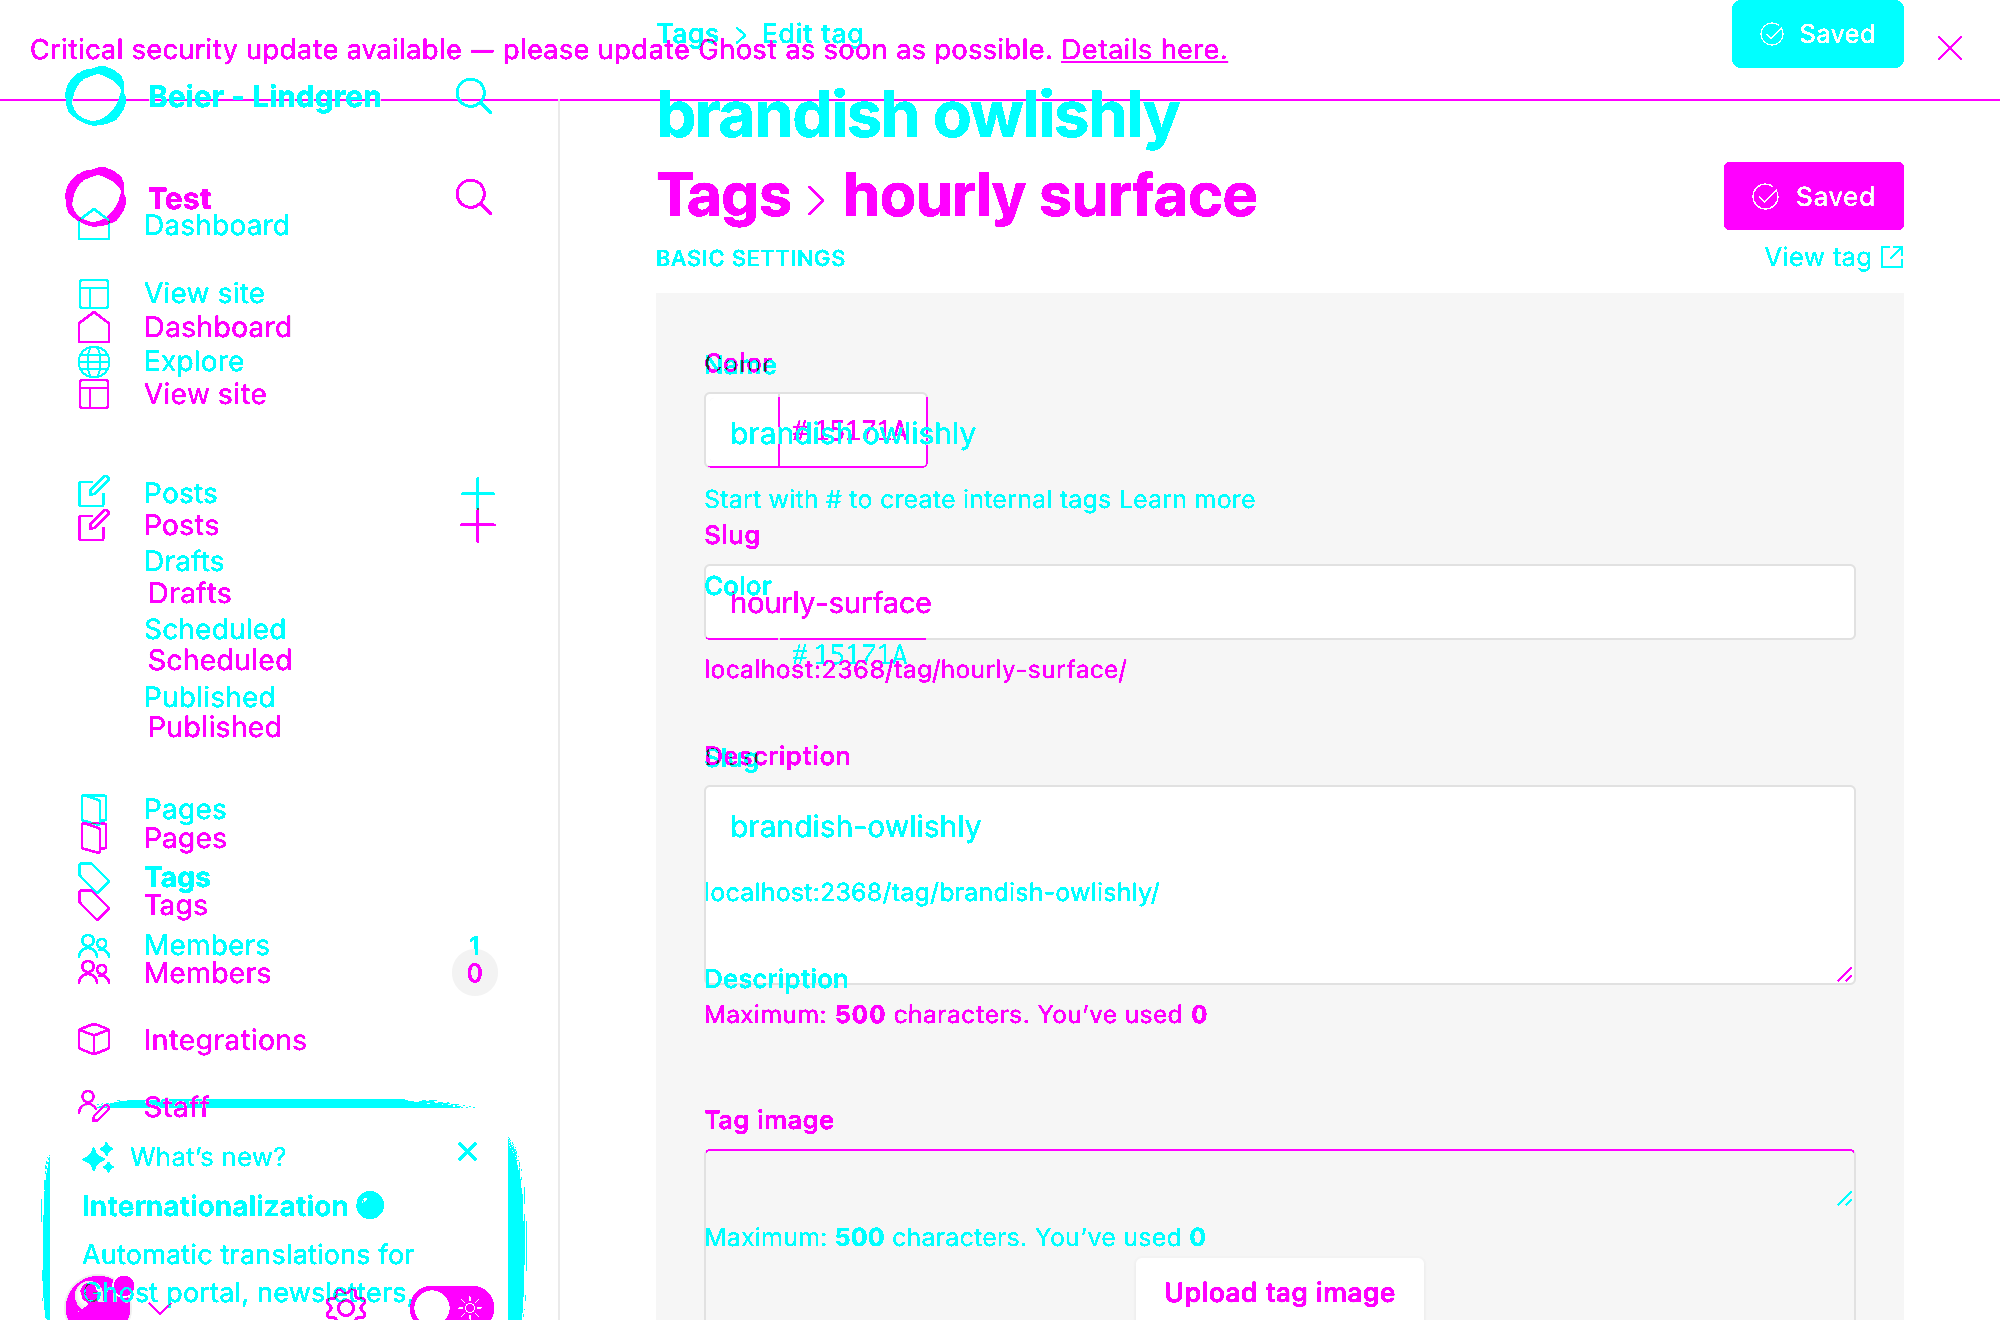 Critical security update available — please update Ghost as soon as possible. Details here.
Tags > Edit tag
Saved
Beier - Lindgren
brandish owlishly
Test
Tags > hourly surface
Saved
Dashboard
BASIC SETTINGS
View tag
View site
Dashboard
Explore
View site
Color
Name
# 15171A
brandish owlishly
Posts
Start with # to create internal tags Learn more
Posts
Slug
Drafts
Color
Drafts
hourly-surface
Scheduled
# 15171A
Scheduled
localhost:2368/tag/hourly-surface/
Published
Published
Description
Slug
Pages
brandish-owlishly
Pages
Tags
localhost:2368/tag/brandish-owlishly/
Tags
Members 1
Members 0
Description
Maximum: 500 characters. You’ve used 0
Integrations
Staff
Tag image
What’s new?
Internationalization
Maximum: 500 characters. You’ve used 0
Automatic translations for
Ghost portal, newsletters,
Upload tag image